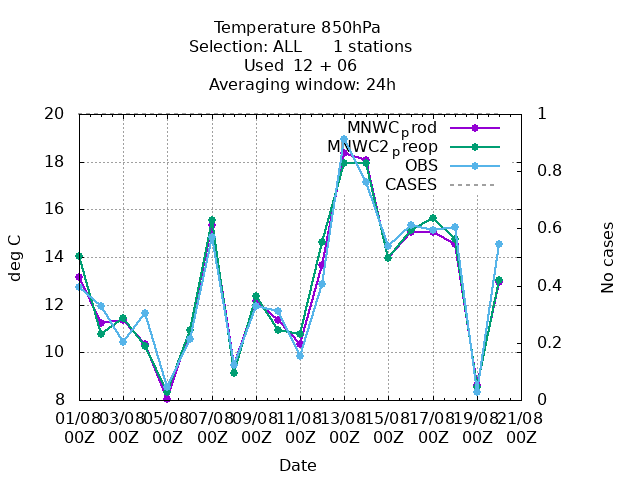 Temperature 850hPa
Selection: ALL      1 stations
Used  12 + 06
Averaging window: 24h
20
18
16
14
12
10
8
deg C
1
0.8
0.6
0.4
0.2
0
No cases
MNWCprod
MNWC2preop
OBS
CASES
01/08 03/08 05/08 07/08 09/08 11/08 13/08 15/08 17/08 19/08 21/08
00Z 00Z 00Z 00Z 00Z 00Z 00Z 00Z 00Z 00Z 00Z
Date